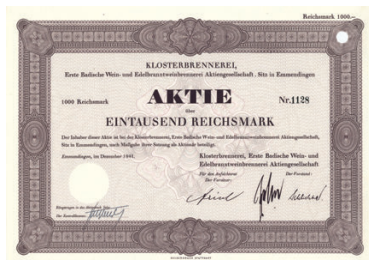 Reichsmark 1000.—
KLOSTERBRENNEREI,
Erste Badische Wein- und Edelbranntweinbrennerei Aktiengesellschaft, Sitz in Emmendingen
1000 Reichsmark
AKTIE
Nr. 1128
über
EINTAUSEND REICHSMARK
Der Inhaber dieser Aktie ist bei der Klosterbrennerei, Erste Badische Wein- und Edelbranntweinbrennerei Aktiengesellschaft,
Sitz in Emmendingen, nach Maßgabe ihrer Satzung als Aktionär beteiligt.
Emmendingen, im Dezember
Klosterbrennerei, Erste Badische Wein- und
Edelbranntweinbrennerei Aktiengesellschaft
Für den Aufsichtsrat
Der Vorstand:
Der Vorsitzer: